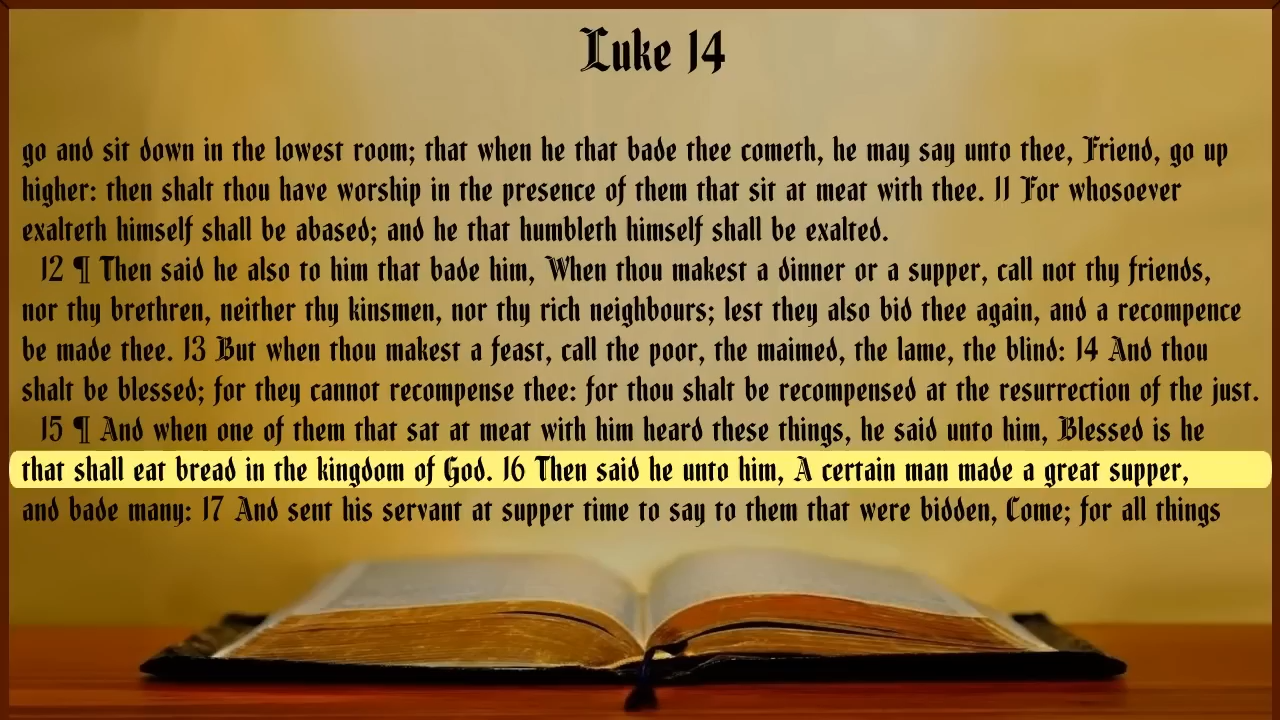 Luke 14
go and sit down in the lowest room; that when he that bade thee cometh, he may say unto thee, Friend, go up
higher: then shalt thou have worship in the presence of them that sit at meat with thee. 11 For whosoever
exalteth himself shall be abased; and he that humbleth himself shall be exalted.
12 ¶ Then said he also to him that bade him, When thou makest a dinner or a supper, call not thy friends,
nor thy brethren, neither thy kinsmen, nor thy rich neighbours; lest they also bid thee again, and a recompence
be made thee. 13 But when thou makest a feast, call the poor, the maimed, the lame, the blind: 14 And thou
shalt be blessed; for they cannot recompense thee: for thou shalt be recompensed at the resurrection of the just.
15 ¶ And when one of them that sat at meat with him heard these things, he said unto him, Blessed is he
that shall eat bread in the kingdom of God. 16 Then said he unto him, A certain man made a great supper,
and bade many: 17 And sent his servant at supper time to say to them that were bidden, Come; for all things